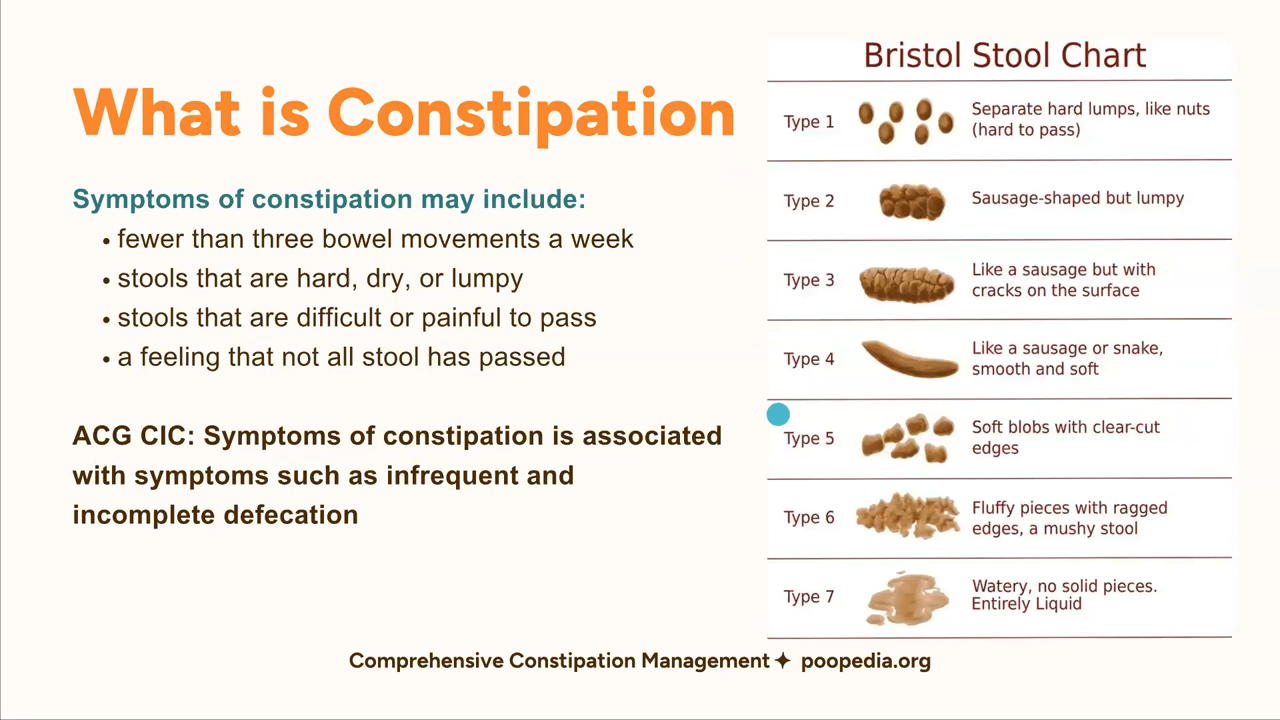 What is Constipation
Symptoms of constipation may include:
• fewer than three bowel movements a week
• stools that are hard, dry, or lumpy
• stools that are difficult or painful to pass
• a feeling that not all stool has passed
ACG CIC: Symptoms of constipation is associated
with symptoms such as infrequent and
incomplete defecation
Bristol Stool Chart
Type 1
Separate hard lumps, like nuts
(hard to pass)
Type 2
Sausage-shaped but lumpy
Type 3
Like a sausage but with
cracks on the surface
Type 4
Like a sausage or snake,
smooth and soft
Type 5
Soft blobs with clear-cut
edges
Type 6
Fluffy pieces with ragged
edges, a mushy stool
Type 7
Watery, no solid pieces.
Entirely Liquid
Comprehensive Constipation Management ✦ poopedia.org